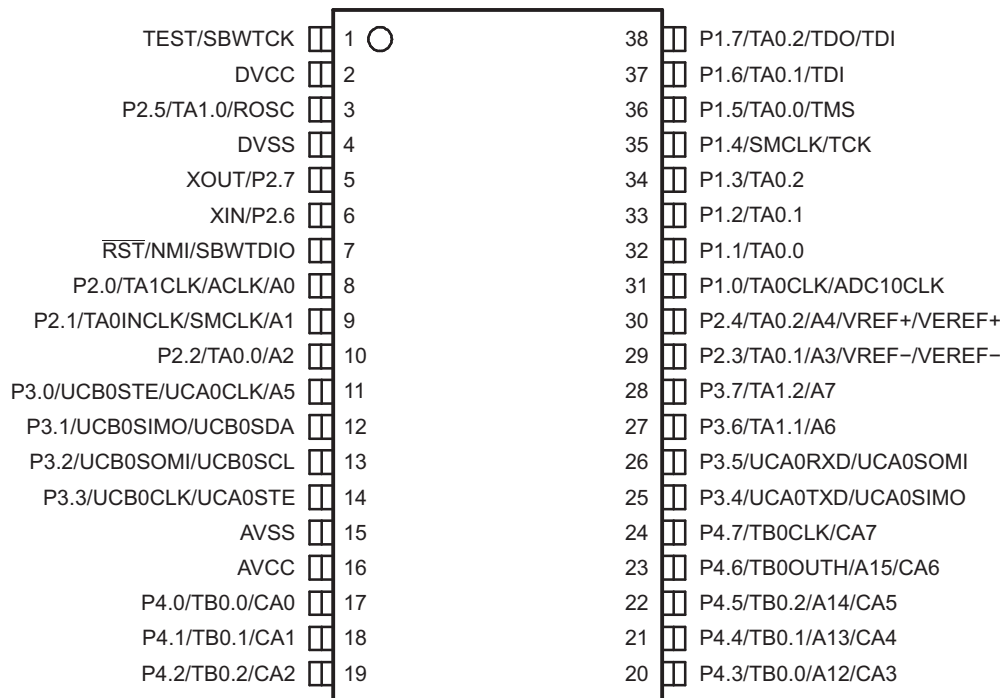 TEST/SBWTCK 1 38 P1.7/TA0.2/TDO/TDI
DVCC 2 37 P1.6/TA0.1/TDI
P2.5/TA1.0/ROSC 3 36 P1.5/TA0.0/TMS
DVSS 4 35 P1.4/SMCLK/TCK
XOUT/P2.7 5 34 P1.3/TA0.2
XIN/P2.6 6 33 P1.2/TA0.1
R̅S̅T̅/NMI/SBWTDIO 7 32 P1.1/TA0.0
P2.0/TA1CLK/ACLK/A0 8 31 P1.0/TA0CLK/ADC10CLK
P2.1/TA0INCLK/SMCLK/A1 9 30 P2.4/TA0.2/A4/VREF+/VEREF+
P2.2/TA0.0/A2 10 29 P2.3/TA0.1/A3/VREF−/VEREF−
P3.0/UCB0STE/UCA0CLK/A5 11 28 P3.7/TA1.2/A7
P3.1/UCB0SIMO/UCB0SDA 12 27 P3.6/TA1.1/A6
P3.2/UCB0SOMI/UCB0SCL 13 26 P3.5/UCA0RXD/UCA0SOMI
P3.3/UCB0CLK/UCA0STE 14 25 P3.4/UCA0TXD/UCA0SIMO
AVSS 15 24 P4.7/TB0CLK/CA7
AVCC 16 23 P4.6/TB0OUTH/A15/CA6
P4.0/TB0.0/CA0 17 22 P4.5/TB0.2/A14/CA5
P4.1/TB0.1/CA1 18 21 P4.4/TB0.1/A13/CA4
P4.2/TB0.2/CA2 19 20 P4.3/TB0.0/A12/CA3